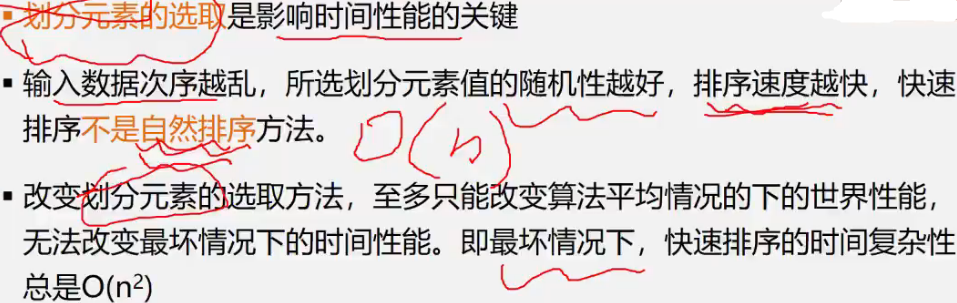 ▪ 划分元素的选取是影响时间性能的关键
▪ 输入数据次序越乱，所选划分元素值的随机性越好，排序速度越快，快速
排序不是自然排序方法。
O(n)
▪ 改变划分元素的选取方法，至多只能改变算法平均情况的下的世界性能，
无法改变最坏情况下的时间性能。即最坏情况下，快速排序的时间复杂性
总是O(n²)